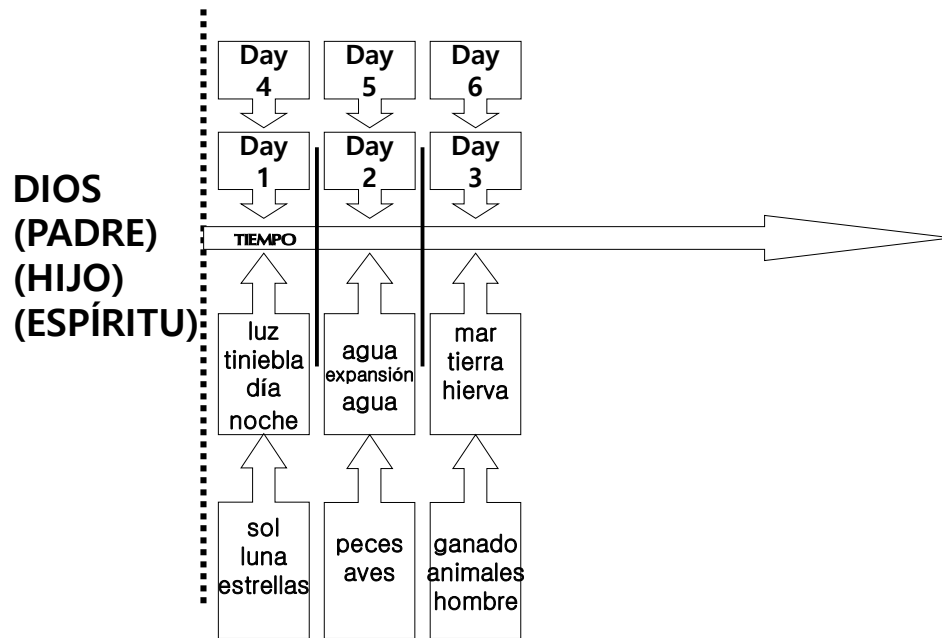 Day
4
Day
5
Day
6
Day
1
Day
2
Day
3
DIOS
(PADRE)
(HIJO)
(ESPÍRITU)
TIEMPO
luz
tiniebla
día
noche
agua
expansión
agua
mar
tierra
hierva
sol
luna
estrellas
peces
aves
ganado
animales
hombre